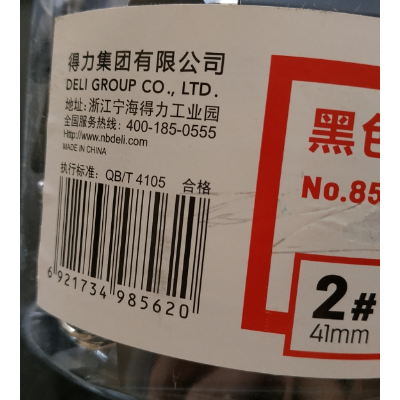 得力集团有限公司
DELI GROUP CO., LTD.
地址: 浙江宁海得力工业园
全国服务热线: 400-185-0555
Http://www.nbdeli.com
MADE IN CHINA
执行标准: QB/T 4105 合格
6 921734 985620
黑色
No.85
2#
41mm